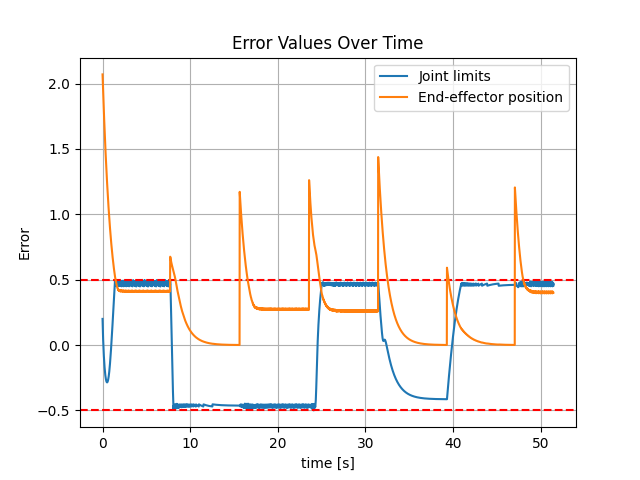 Error Values Over Time
Joint limits
End-effector position
2.0
1.5
1.0
0.5
0.0
−0.5
Error
0
10
20
30
40
50
time [s]